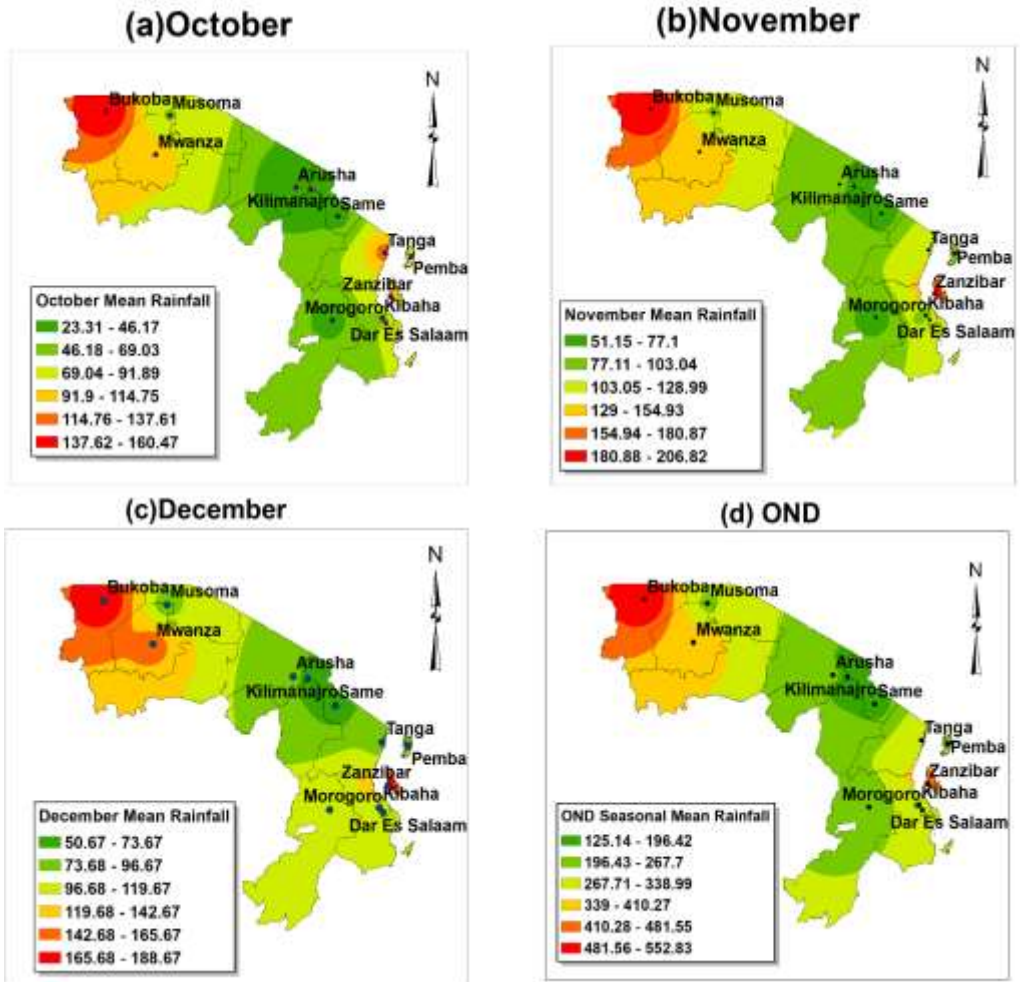 (a)October
N
Bukoba
Musoma
Mwanza
Arusha
Kilimanajro
Same
Tanga
Pemba
Zanzibar
Morogoro
Kibaha
Dar Es Salaam
October Mean Rainfall
23.31 - 46.17
46.18 - 69.03
69.04 - 91.89
91.9 - 114.75
114.76 - 137.61
137.62 - 160.47
(b)November
N
Bukoba
Musoma
Mwanza
Arusha
Kilimanajro
Same
Tanga
Pemba
Zanzibar
Morogoro
Kibaha
Dar Es Salaam
November Mean Rainfall
51.15 - 77.1
77.11 - 103.04
103.05 - 128.99
129 - 154.93
154.94 - 180.87
180.88 - 206.82
(c)December
N
Bukoba
Musoma
Mwanza
Arusha
Kilimanajro
Same
Tanga
Pemba
Zanzibar
Morogoro
Kibaha
Dar Es Salaam
December Mean Rainfall
50.67 - 73.67
73.68 - 96.67
96.68 - 119.67
119.68 - 142.67
142.68 - 165.67
165.68 - 188.67
(d) OND
N
Bukoba
Musoma
Mwanza
Arusha
Kilimanajro
Same
Tanga
Pemba
Zanzibar
Morogoro
Kibaha
Dar Es Salaam
OND Seasonal Mean Rainfall
125.14 - 196.42
196.43 - 267.7
267.71 - 338.99
339 - 410.27
410.28 - 481.55
481.56 - 552.83